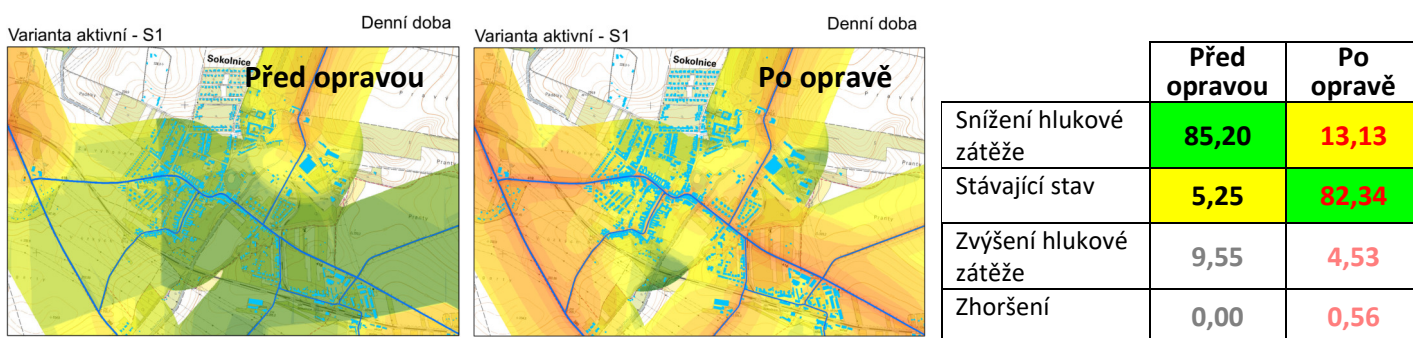 Varianta aktivní - S1
Denní doba
Sokolnice
Před opravou
Varianta aktivní - S1
Denní doba
Sokolnice
Po opravě
Před
opravou
Po
opravě
Snížení hlukové
zátěže
85,20
13,13
Stávající stav
5,25
82,34
Zvýšení hlukové
zátěže
9,55
4,53
Zhoršení
0,00
0,56